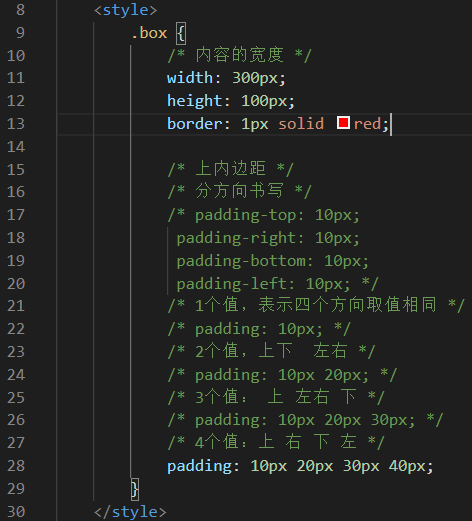 8 <style>
9 .box {
10 /* 内容的宽度 */
11 width: 300px;
12 height: 100px;
13 border: 1px solid red;
14
15 /* 上内边距 */
16 /* 分方向书写 */
17 /* padding-top: 10px;
18 padding-right: 10px;
19 padding-bottom: 10px;
20 padding-left: 10px; */
21 /* 1个值，表示四个方向取值相同 */
22 /* padding: 10px; */
23 /* 2个值，上下  左右 */
24 /* padding: 10px 20px; */
25 /* 3个值： 上 左右 下 */
26 /* padding: 10px 20px 30px; */
27 /* 4个值：上 右 下 左 */
28 padding: 10px 20px 30px 40px;
29 }
30 </style>